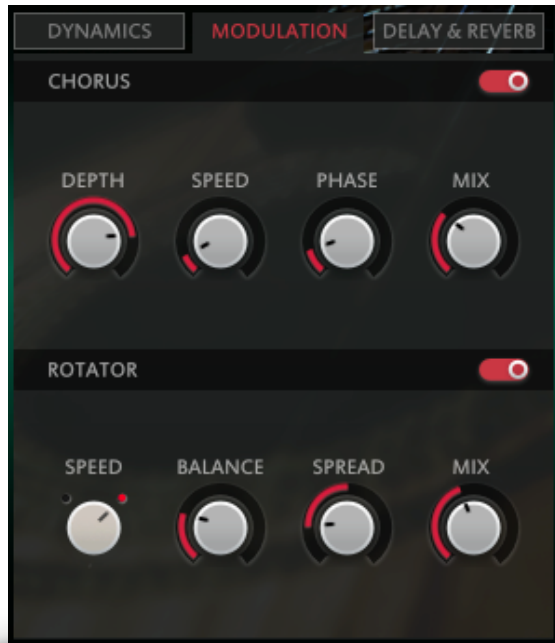 DYNAMICS MODULATION DELAY & REVERB
CHORUS
DEPTH SPEED PHASE MIX
ROTATOR
SPEED BALANCE SPREAD MIX